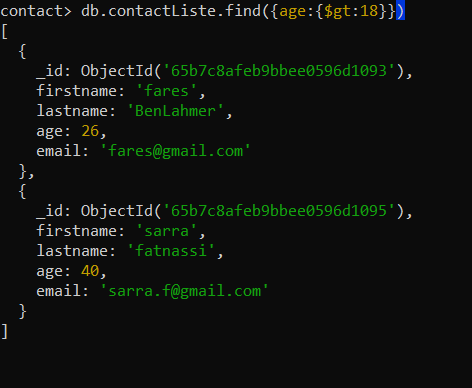 contact> db.contactListe.find({age:{$gt:18}})
[
  {
    _id: ObjectId('65b7c8afeb9bbee0596d1093'),
    firstname: 'fares',
    lastname: 'BenLahmer',
    age: 26,
    email: 'fares@gmail.com'
  },
  {
    _id: ObjectId('65b7c8afeb9bbee0596d1095'),
    firstname: 'sarra',
    lastname: 'fatnassi',
    age: 40,
    email: 'sarra.f@gmail.com'
  }
]